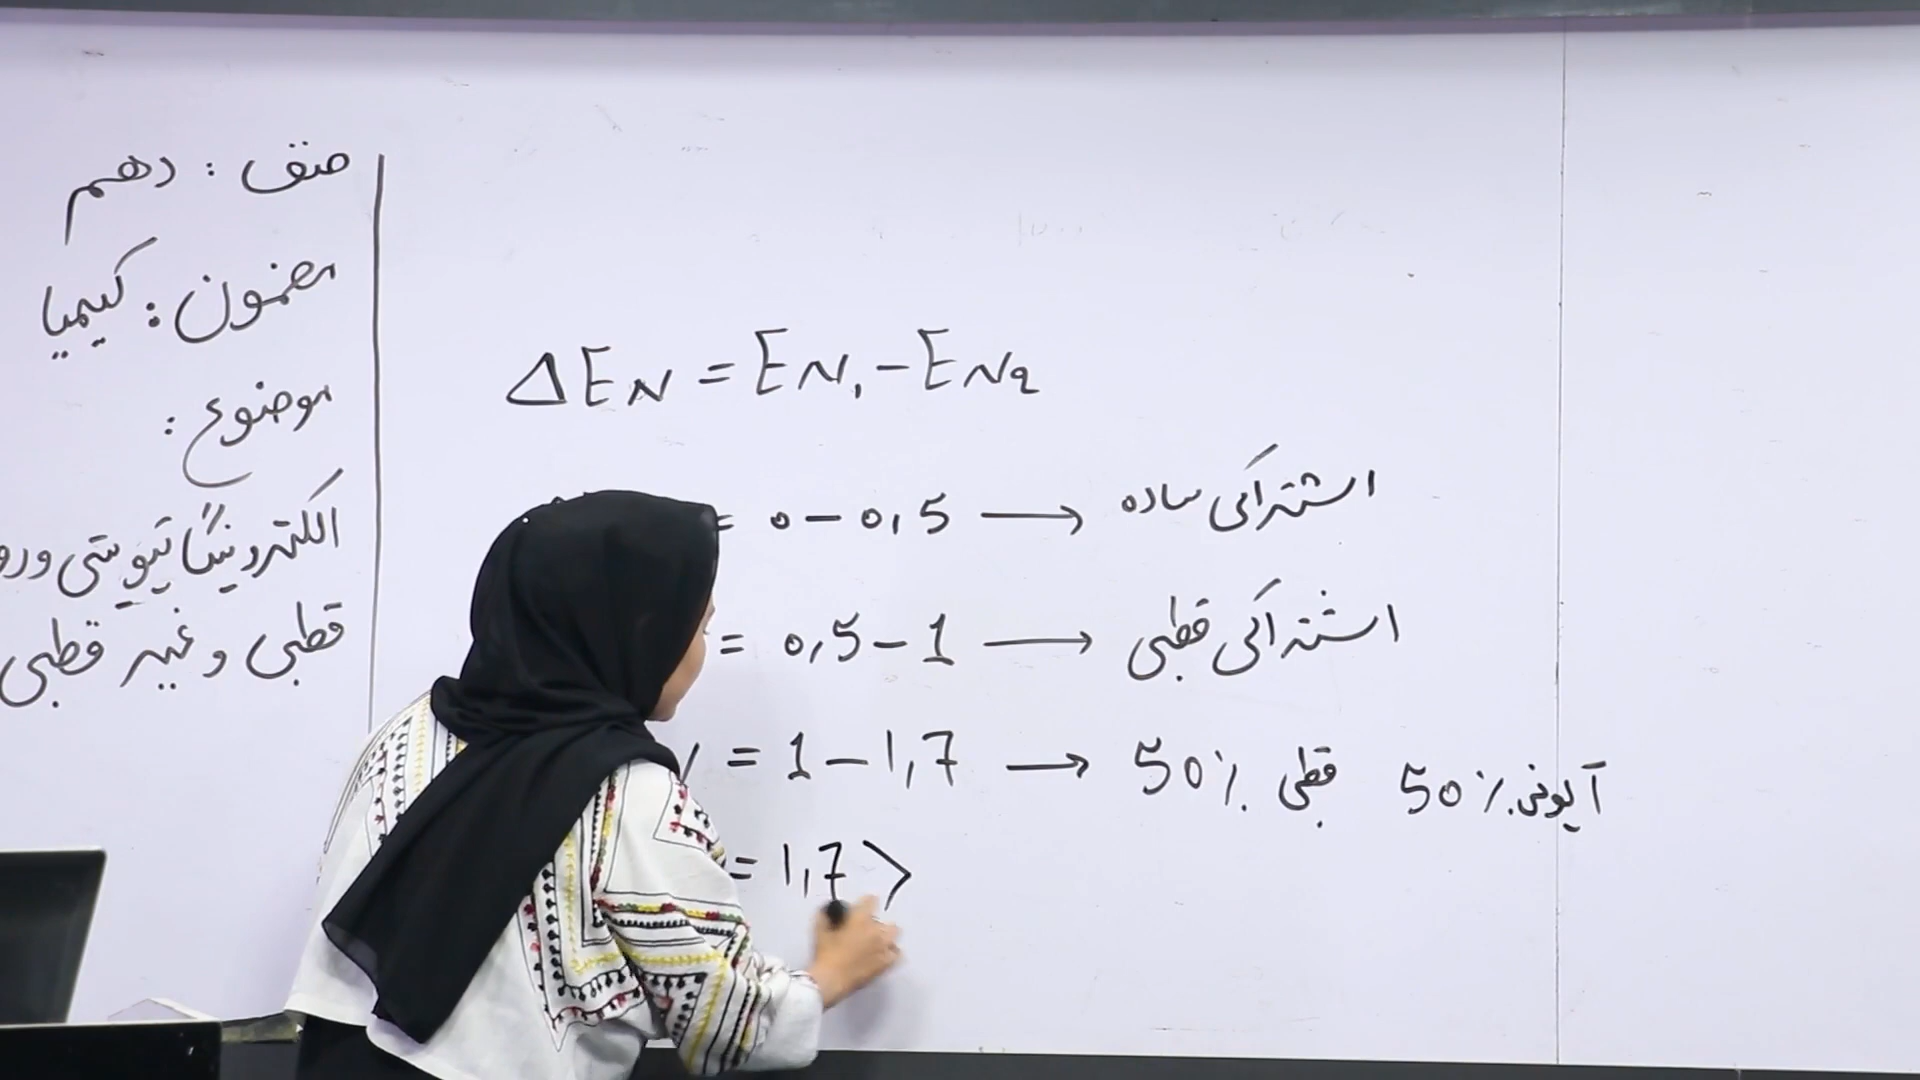 صنف : دهم
مضمون : کیمیا
موضوع :
الکترونیگاتیویتی و
قطبی و غیر قطبی
ΔEN = EN1 - EN2
= 0 - 0,5 → اشتراکی ساده
= 0,5 - 1 → اشتراکی قطبی
= 1 - 1,7 → 50٪ قطبی 50٪ آیونی
= 1,7 >